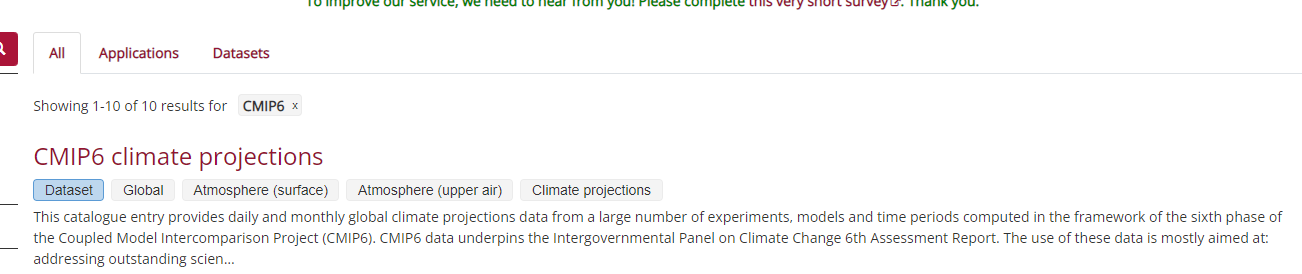 To improve our service, we need to hear from you! Please complete this very short survey. Thank you.
All Applications Datasets
Showing 1-10 of 10 results for CMIP6 x
CMIP6 climate projections
Dataset Global Atmosphere (surface) Atmosphere (upper air) Climate projections
This catalogue entry provides daily and monthly global climate projections data from a large number of experiments, models and time periods computed in the framework of the sixth phase of
the Coupled Model Intercomparison Project (CMIP6). CMIP6 data underpins the Intergovernmental Panel on Climate Change 6th Assessment Report. The use of these data is mostly aimed at:
addressing outstanding scien...